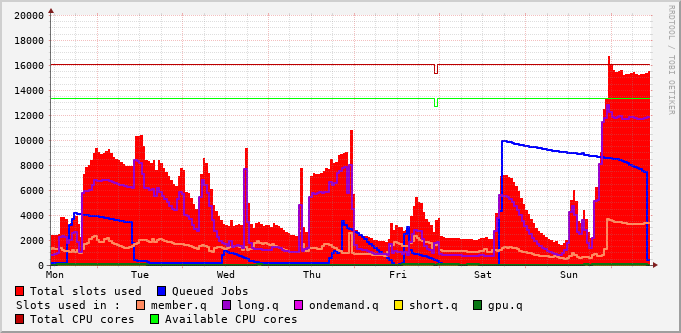 20000
18000
16000
14000
12000
10000
8000
6000
4000
2000
0
Mon Tue Wed Thu Fri Sat Sun
RRDTOOL / TOBI OETIKER
Total slots used Queued Jobs
Slots used in : member.q long.q ondemand.q short.q gpu.q
Total CPU cores Available CPU cores